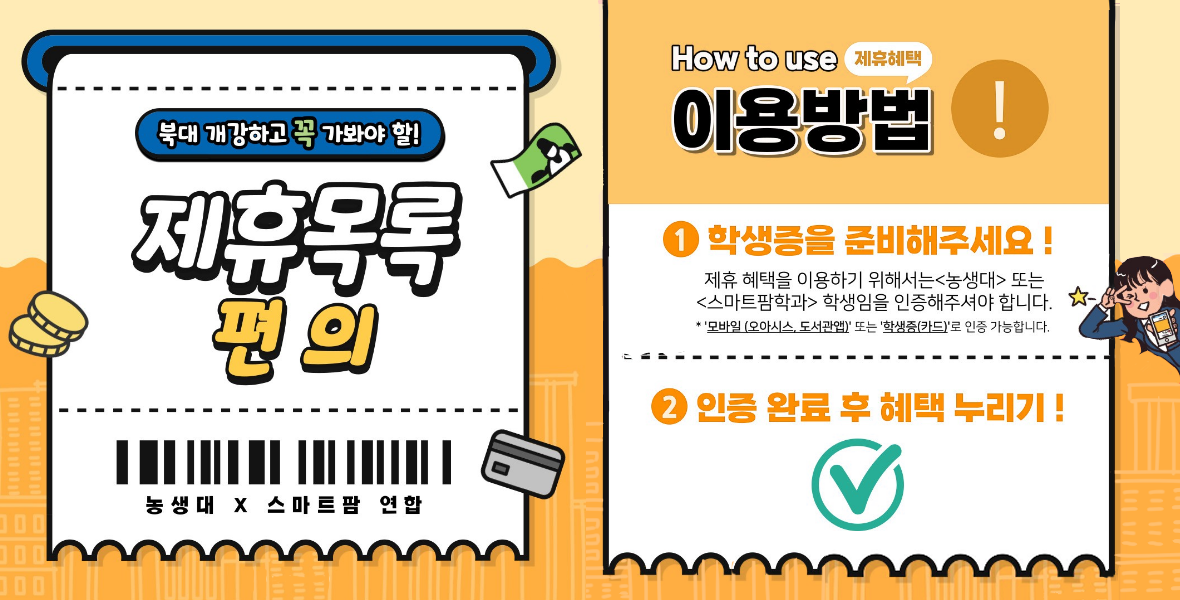 북대 개강하고 꼭 가봐야 할!
제휴목록
편의
농생대 X 스마트팜 연합
How to use 제휴혜택
이용방법
!
1 학생증을 준비해주세요 !
제휴 혜택을 이용하기 위해서는<농생대> 또는
<스마트팜학과> 학생임을 인증해주셔야 합니다.
* '모바일 (오아시스, 도서관앱)' 또는 '학생증(카드)'로 인증 가능합니다.
2 인증 완료 후 혜택 누리기 !